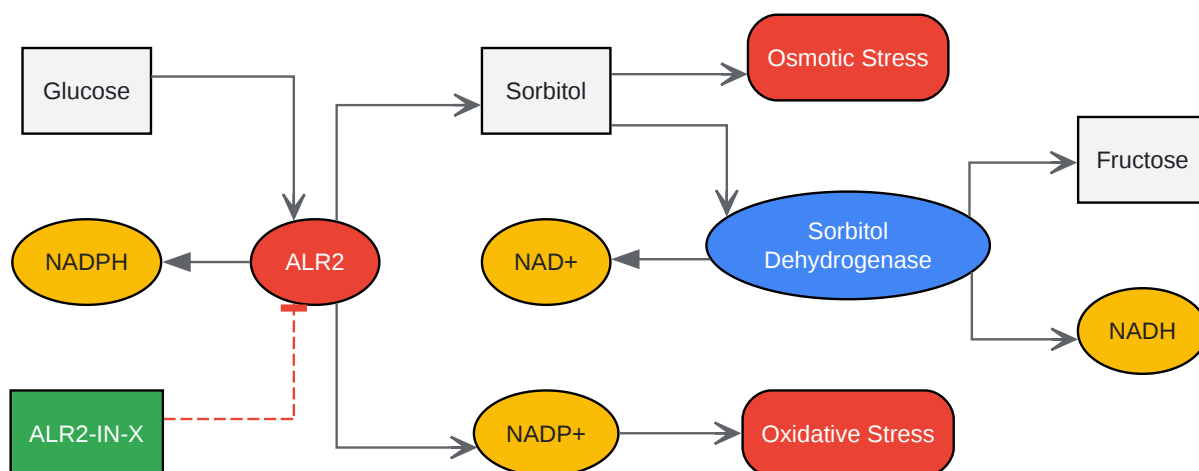 Osmotic Stress
Glucose
Sorbitol
Fructose
NADPH
ALR2
NAD+
Sorbitol
Dehydrogenase
NADH
ALR2-IN-X
NADP+
Oxidative Stress